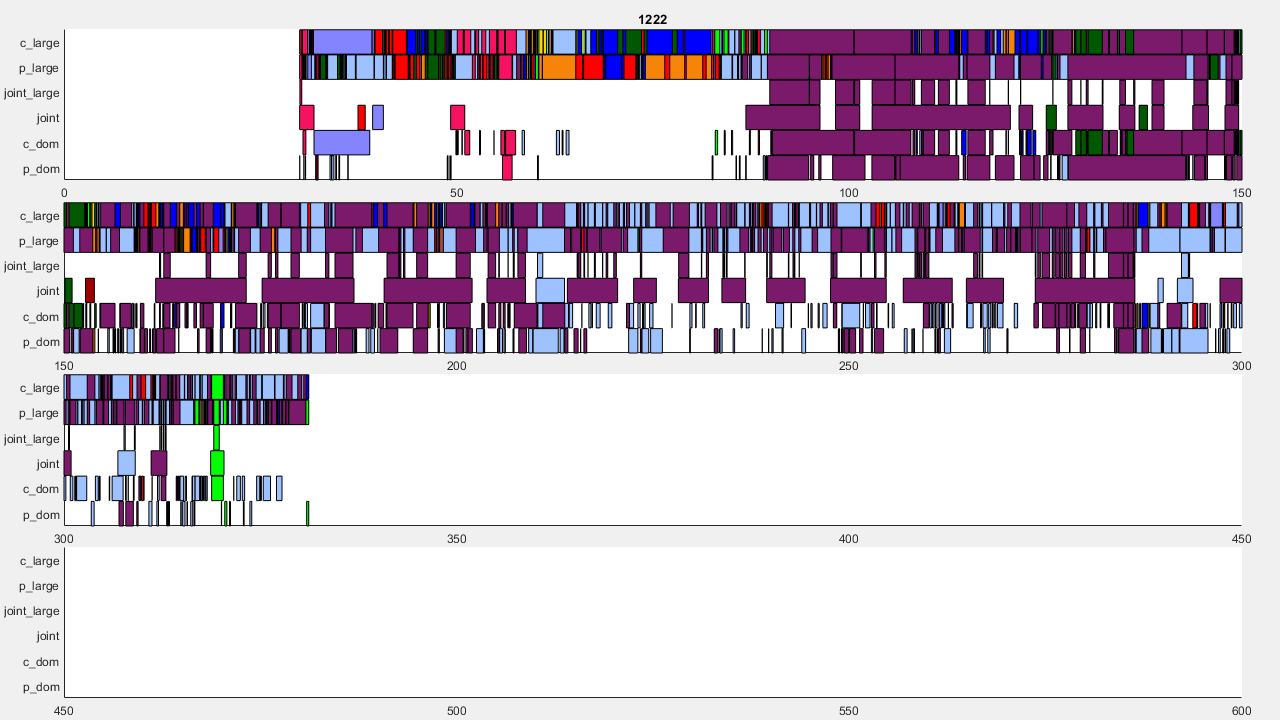 1222
c_large
p_large
joint_large
joint
c_dom
p_dom
0 50 100 150
c_large
p_large
joint_large
joint
c_dom
p_dom
150 200 250 300
c_large
p_large
joint_large
joint
c_dom
p_dom
300 350 400 450
c_large
p_large
joint_large
joint
c_dom
p_dom
450 500 550 600